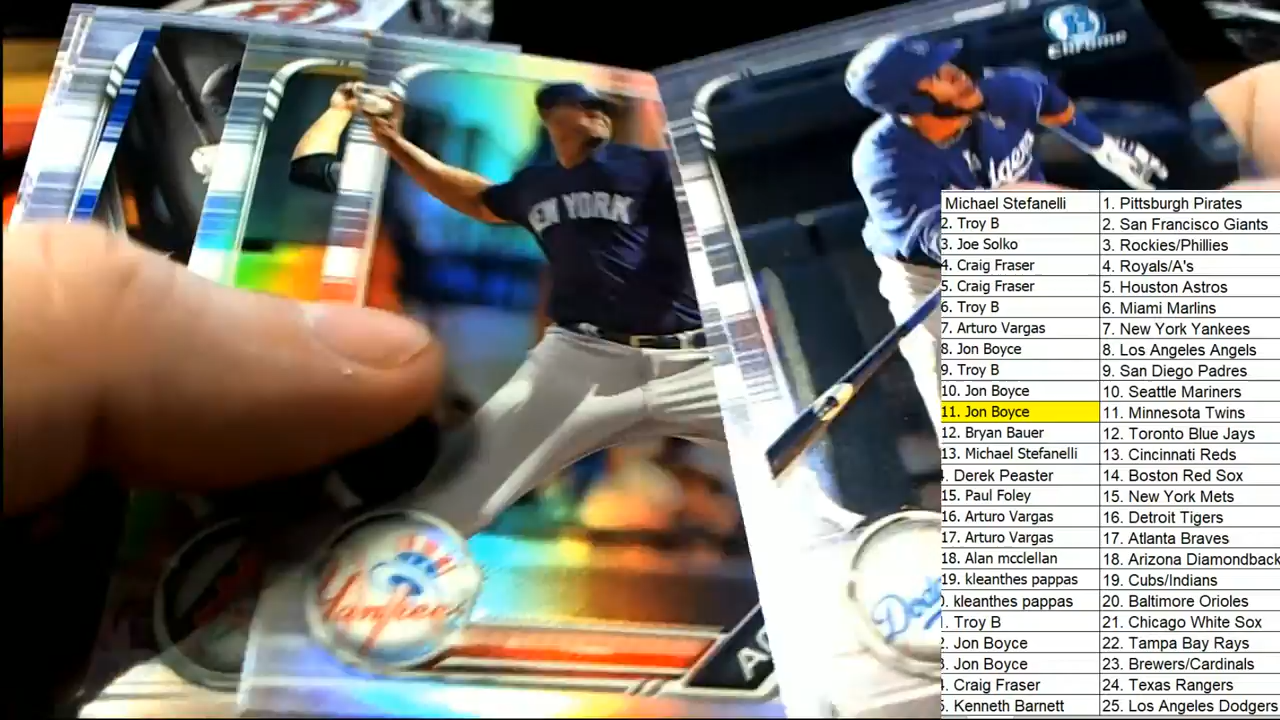 Chrome
NEW YORK
Dodgers
Yankees
Dod
Michael Stefanelli 1. Pittsburgh Pirates
2. Troy B 2. San Francisco Giants
3. Joe Solko 3. Rockies/Phillies
4. Craig Fraser 4. Royals/A's
5. Craig Fraser 5. Houston Astros
6. Troy B 6. Miami Marlins
7. Arturo Vargas 7. New York Yankees
8. Jon Boyce 8. Los Angeles Angels
9. Troy B 9. San Diego Padres
10. Jon Boyce 10. Seattle Mariners
11. Jon Boyce 11. Minnesota Twins
12. Bryan Bauer 12. Toronto Blue Jays
13. Michael Stefanelli 13. Cincinnati Reds
. Derek Peaster 14. Boston Red Sox
15. Paul Foley 15. New York Mets
16. Arturo Vargas 16. Detroit Tigers
17. Arturo Vargas 17. Atlanta Braves
18. Alan mcclellan 18. Arizona Diamondback
19. kleanthes pappas 19. Cubs/Indians
). kleanthes pappas 20. Baltimore Orioles
. Troy B 21. Chicago White Sox
. Jon Boyce 22. Tampa Bay Rays
. Jon Boyce 23. Brewers/Cardinals
. Craig Fraser 24. Texas Rangers
. Kenneth Barnett 25. Los Angeles Dodgers